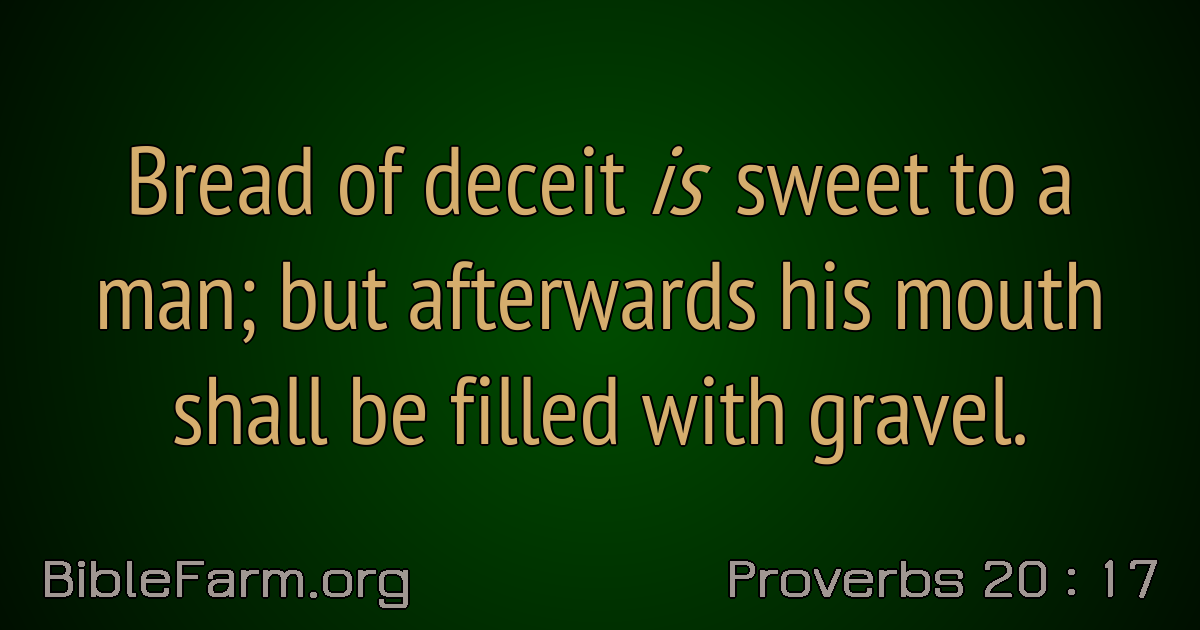 Bread of deceit is sweet to a
man; but afterwards his mouth
shall be filled with gravel.
BibleFarm.org
Proverbs 20 : 17